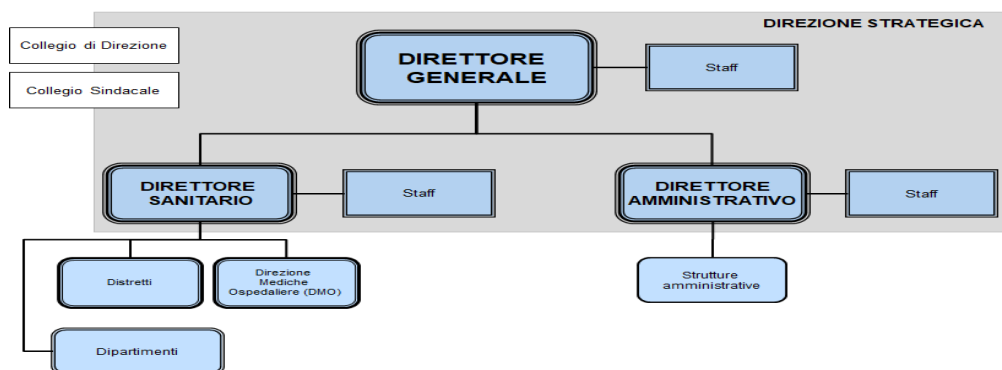 DIREZIONE STRATEGICA
Collegio di Direzione
Collegio Sindacale
DIRETTORE
GENERALE
Staff
DIRETTORE
SANITARIO
Staff
DIRETTORE
AMMINISTRATIVO
Staff
Distretti
Direzione
Mediche
Ospedaliere (DMO)
Strutture
amministrative
Dipartimenti